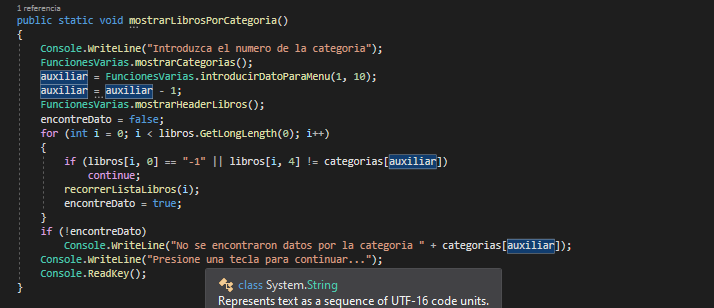 1 referencia
public static void mostrarLibrosPorCategoria()
{
Console.WriteLine("Introduzca el numero de la categoria");
FuncionesVarias.mostrarCategorias();
auxiliar = FuncionesVarias.introducirDatoParaMenu(1, 10);
auxiliar = auxiliar - 1;
FuncionesVarias.mostrarHeaderLibros();
encontreDato = false;
for (int i = 0; i < libros.GetLongLength(0); i++)
{
if (libros[i, 0] == "-1" || libros[i, 4] != categorias[auxiliar])
continue;
recorrerListaLibros(i);
encontreDato = true;
}
if (!encontreDato)
Console.WriteLine("No se encontraron datos por la categoria " + categorias[auxiliar]);
Console.WriteLine("Presione una tecla para continuar...");
Console.ReadKey();
}
class System.String
Represents text as a sequence of UTF-16 code units.